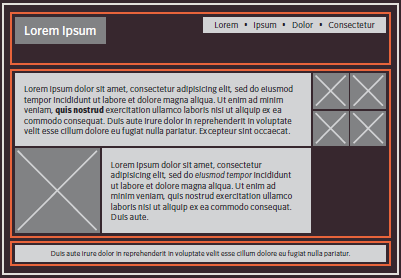 Lorem Ipsum
Lorem • Ipsum • Dolor • Consectetur
Lorem ipsum dolor sit amet, consectetur adipisicing elit, sed do eiusmod
tempor incididunt ut labore et dolore magna aliqua. Ut enim ad minim
veniam, quis nostrud exercitation ullamco laboris nisi ut aliquip ex ea
commodo consequat. Duis aute irure dolor in reprehenderit in voluptate
velit esse cillum dolore eu fugiat nulla pariatur. Excepteur sint occaecat.
Lorem ipsum dolor sit amet, consectetur
adipisicing elit, sed do eiusmod tempor incididunt
ut labore et dolore magna aliqua. Ut enim ad
minim veniam, quis nostrud exercitation ullamco
laboris nisi ut aliquip ex ea commodo consequat.
Duis aute.
Duis aute irure dolor in reprehenderit in voluptate velit esse cillum dolore eu fugiat nulla pariatur.